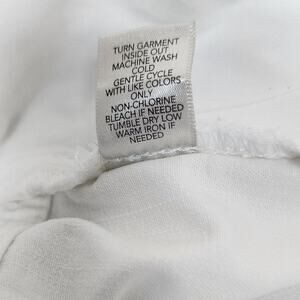 TURN GARMENT
INSIDE OUT
MACHINE WASH
COLD
GENTLE CYCLE
WITH LIKE COLORS
ONLY
NON-CHLORINE
BLEACH IF NEEDED
TUMBLE DRY LOW
WARM IRON IF
NEEDED